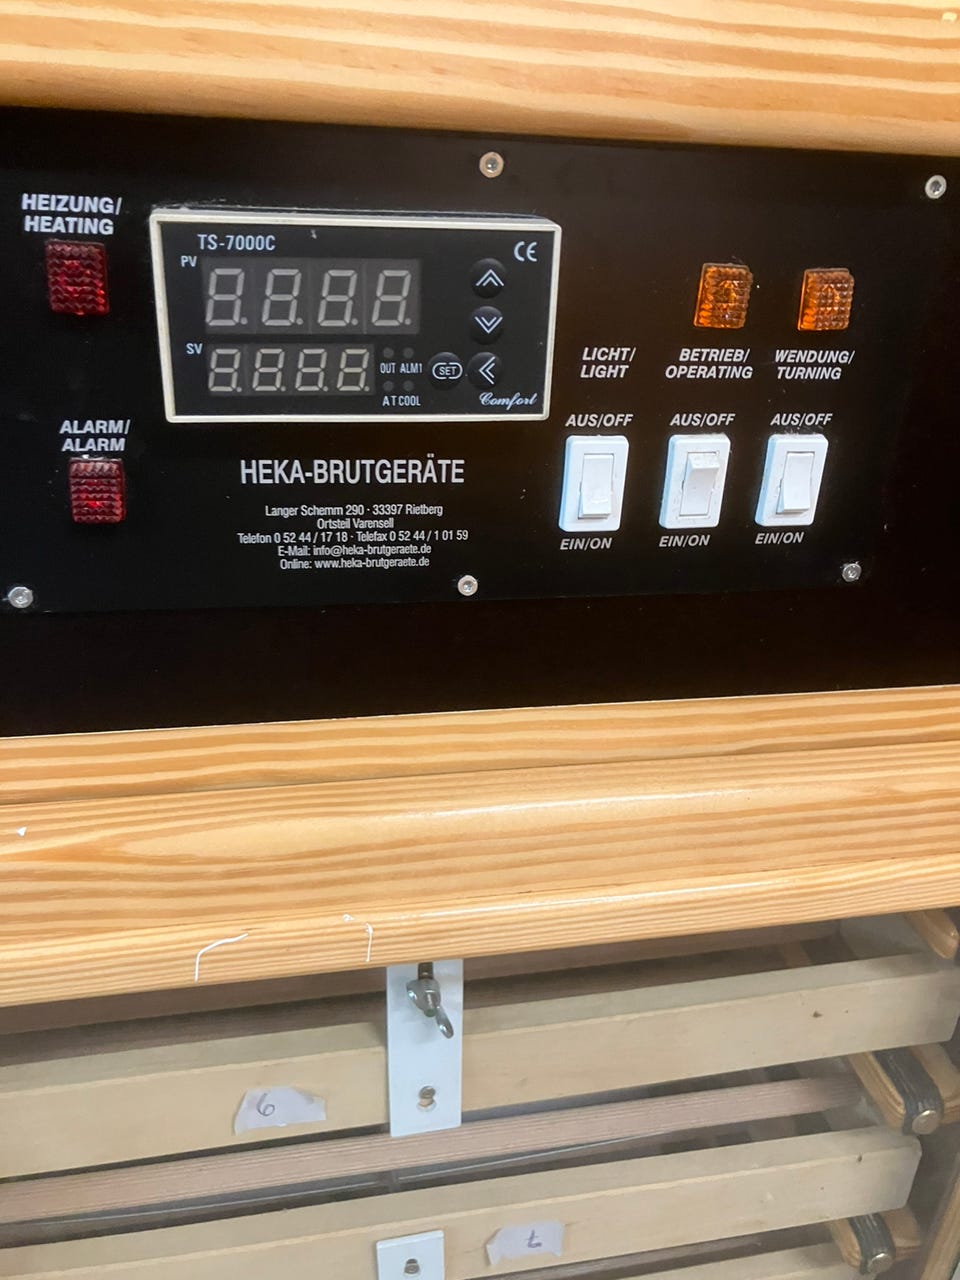 HEIZUNG/
HEATING
TS-7000C
CE
PV
8.8.8.8.
SV
8.8.8.8.
OUT ALM1
SET
AT COOL
Comfort
LICHT/
LIGHT
BETRIEB/
OPERATING
WENDUNG/
TURNING
ALARM/
ALARM
AUS/OFF
AUS/OFF
AUS/OFF
EIN/ON
EIN/ON
EIN/ON
HEKA-BRUTGERÄTE
Langer Schemm 290 · 33397 Rietberg
Ortsteil Varensell
Telefon 0 52 44 / 17 18 · Telefax 0 52 44 / 1 01 59
E-Mail: info@heka-brutgeraete.de
Online: www.heka-brutgeraete.de
6
7